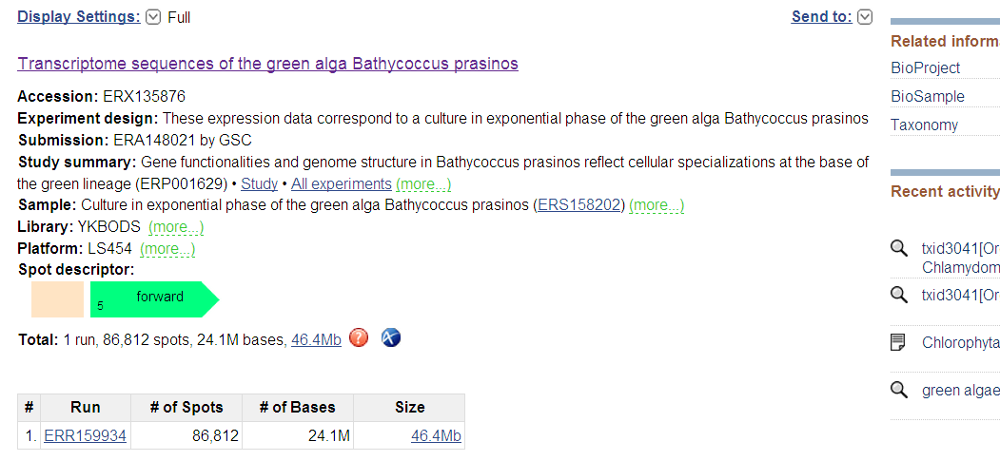 Display Settings: Full
Send to:
Transcriptome sequences of the green alga Bathycoccus prasinos
Accession: ERX135876
Experiment design: These expression data correspond to a culture in exponential phase of the green alga Bathycoccus prasinos
Submission: ERA148021 by GSC
Study summary: Gene functionalities and genome structure in Bathycoccus prasinos reflect cellular specializations at the base of
the green lineage (ERP001629) • Study • All experiments (more...)
Sample: Culture in exponential phase of the green alga Bathycoccus prasinos (ERS158202) (more...)
Library: YKBODS (more...)
Platform: LS454 (more...)
Spot descriptor:
forward
5
Total: 1 run, 86,812 spots, 24.1M bases, 46.4Mb ?
# Run # of Spots # of Bases Size
1. ERR159934 86,812 24.1M 46.4Mb
Related inform
BioProject
BioSample
Taxonomy
Recent activity
txid3041[Or
Chlamydom
txid3041[Or
Chlorophyta
green algae